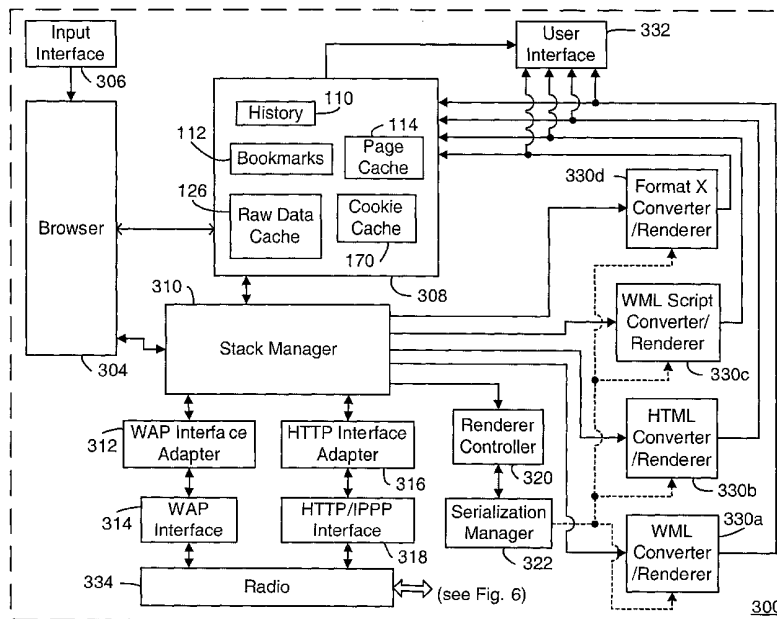 Input
Interface
306
User
Interface
332
History
110
112
Bookmarks
114
Page
Cache
126
Raw Data
Cache
Cookie
Cache
170
308
Browser
304
310
Stack Manager
330d
Format X
Converter
/Renderer
WML Script
Converter/
Renderer
330c
312
WAP Interface
Adapter
HTTP Interface
Adapter
316
Renderer
Controller
320
HTML
Converter
/Renderer
330b
314
WAP
Interface
HTTP/IPPP
Interface
318
Serialization
Manager
322
330a
WML
Converter
/Renderer
334
Radio
(see Fig. 6)
300